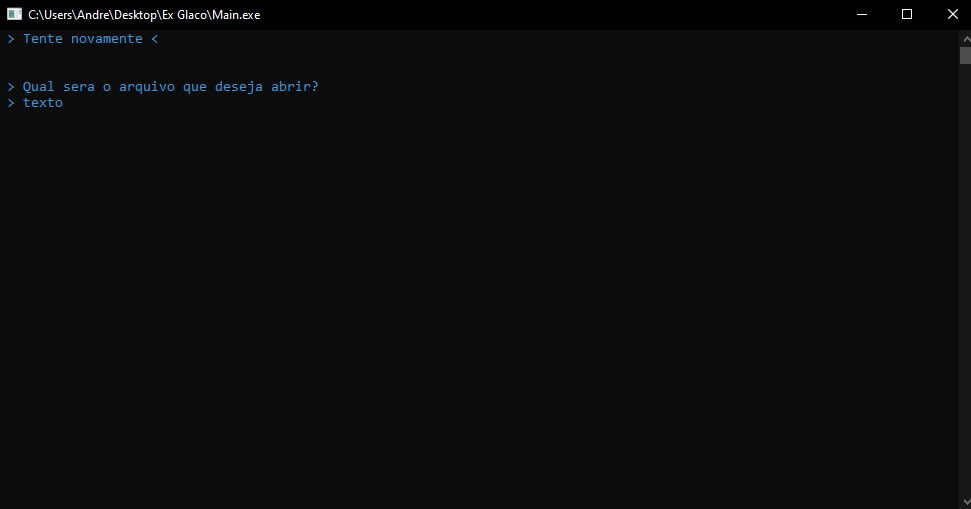 C:\Users\Andre\Desktop\Ex Glaco\Main.exe
> Tente novamente <
> Qual sera o arquivo que deseja abrir?
> texto